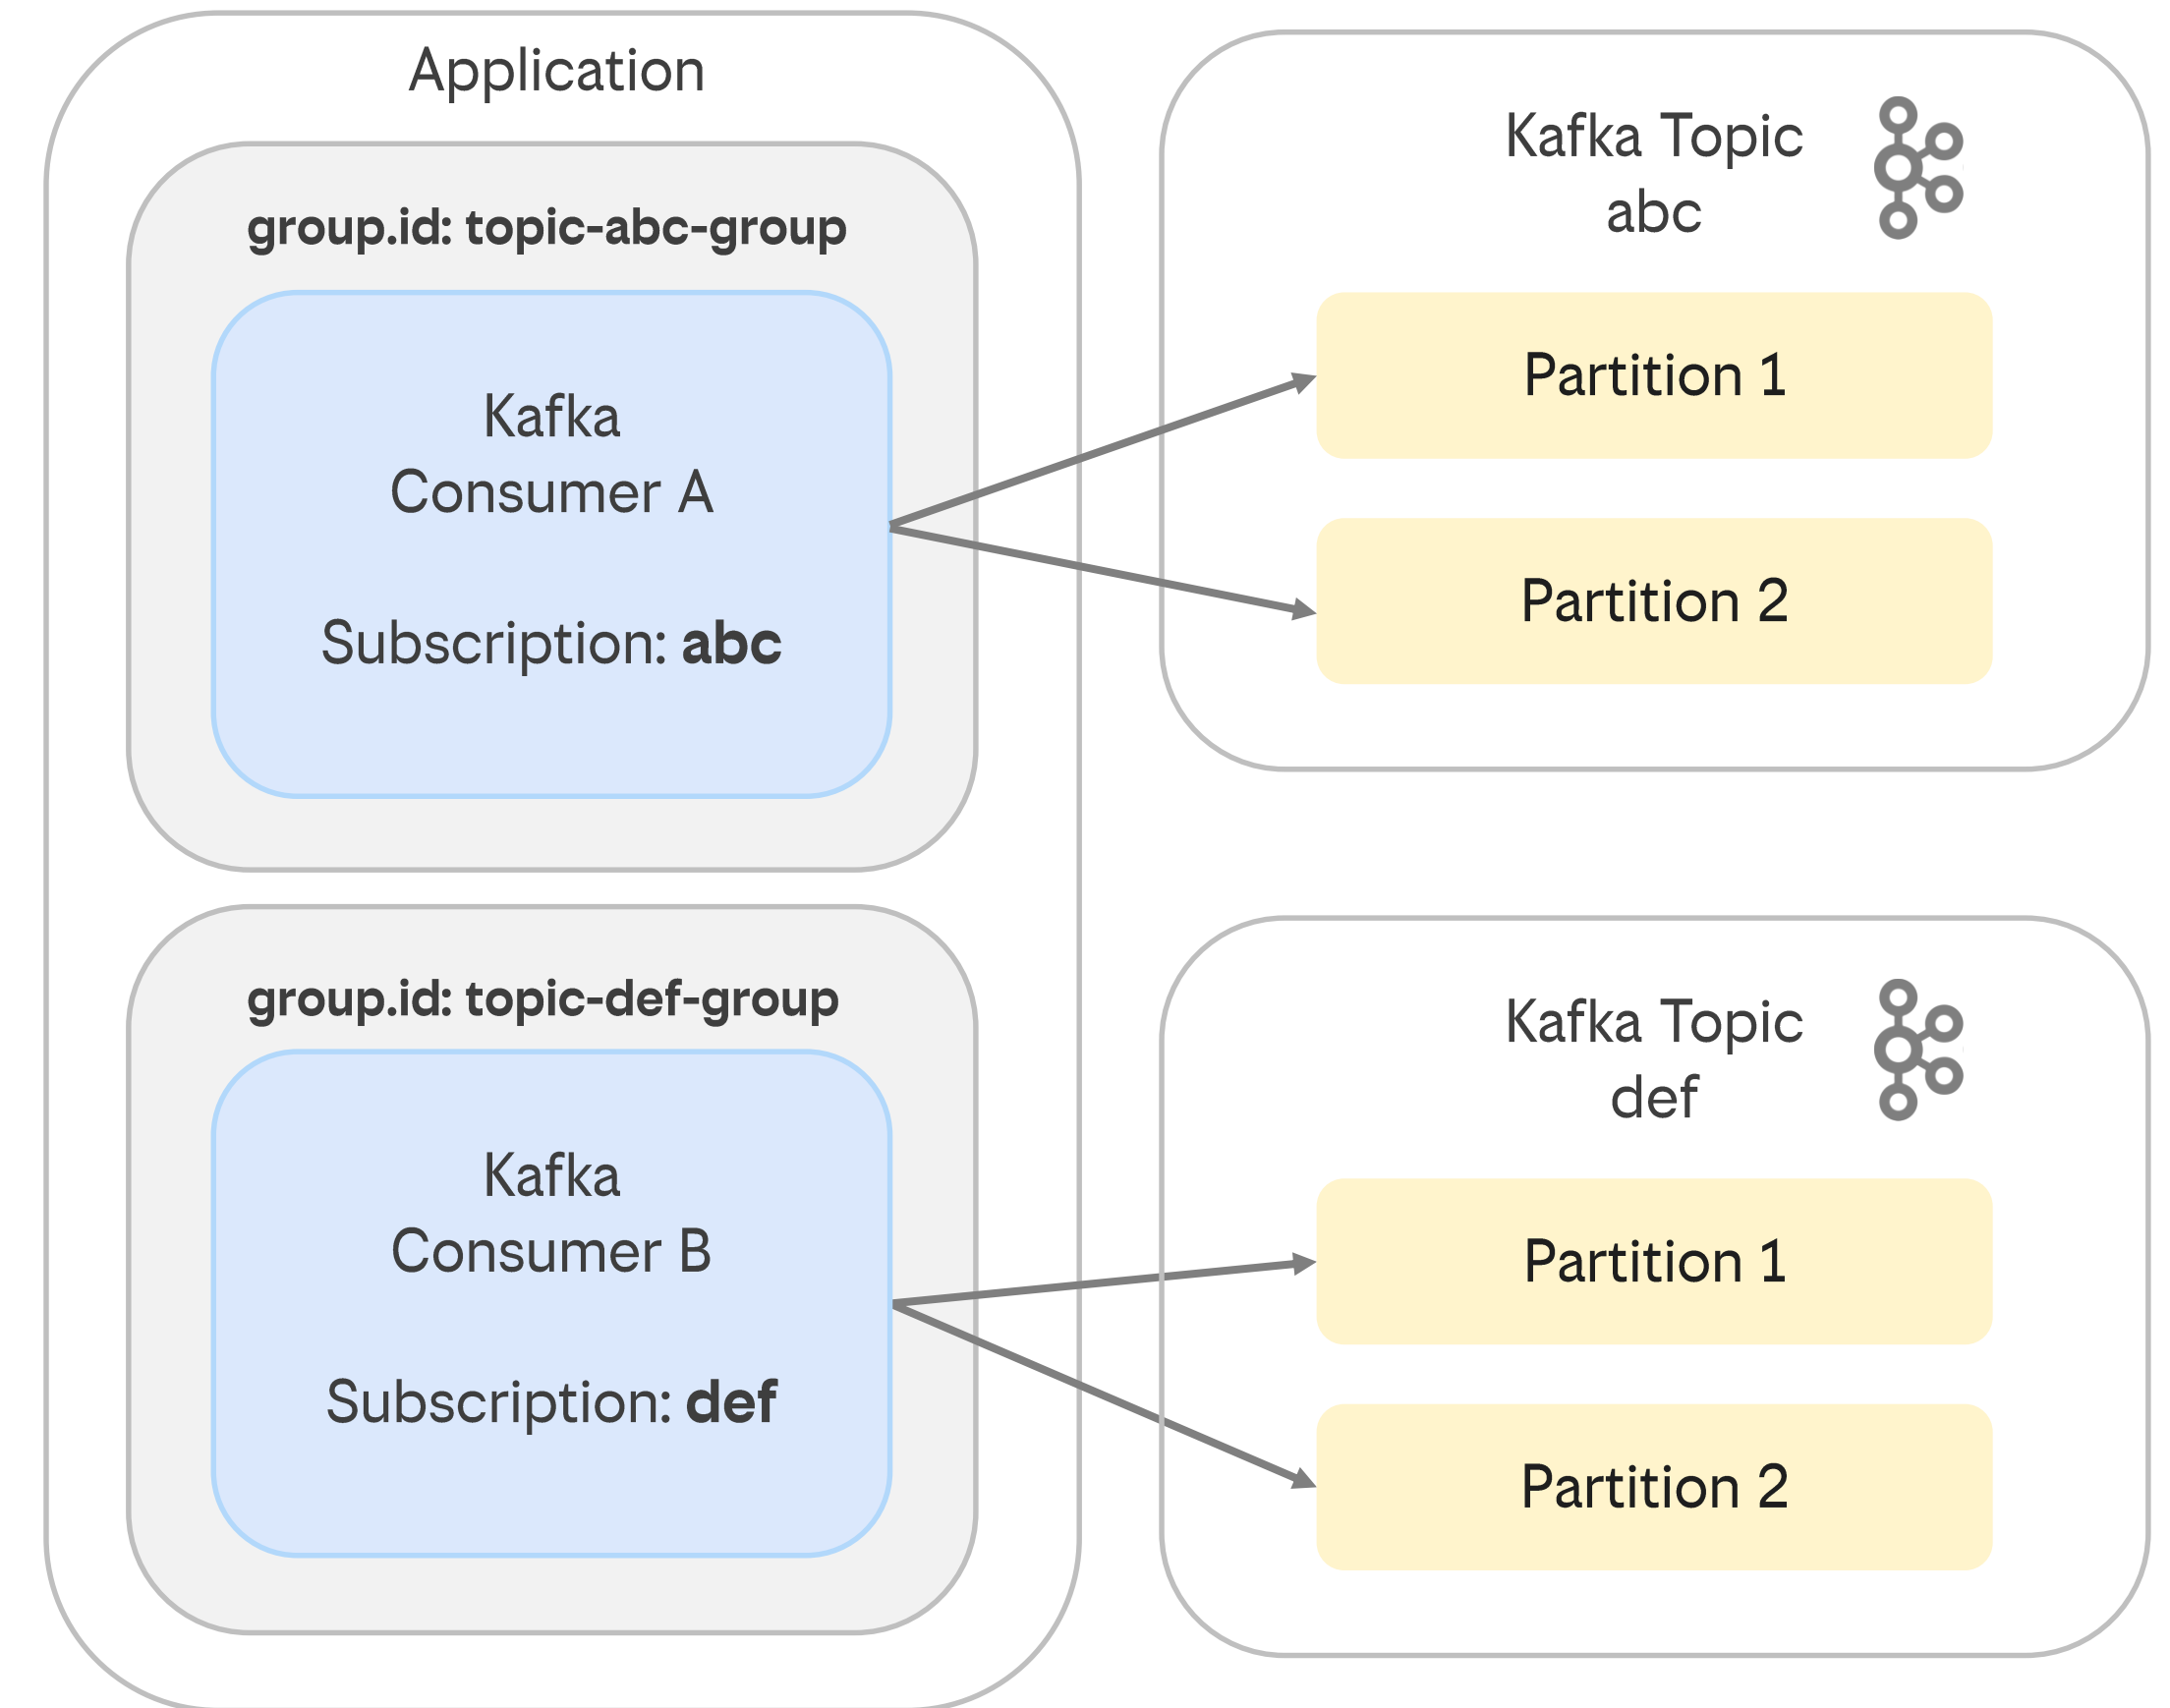 Application
group.id: topic-abc-group
Kafka
Consumer A
Subscription: abc
group.id: topic-def-group
Kafka
Consumer B
Subscription: def
Kafka Topic
abc
Partition 1
Partition 2
Kafka Topic
def
Partition 1
Partition 2